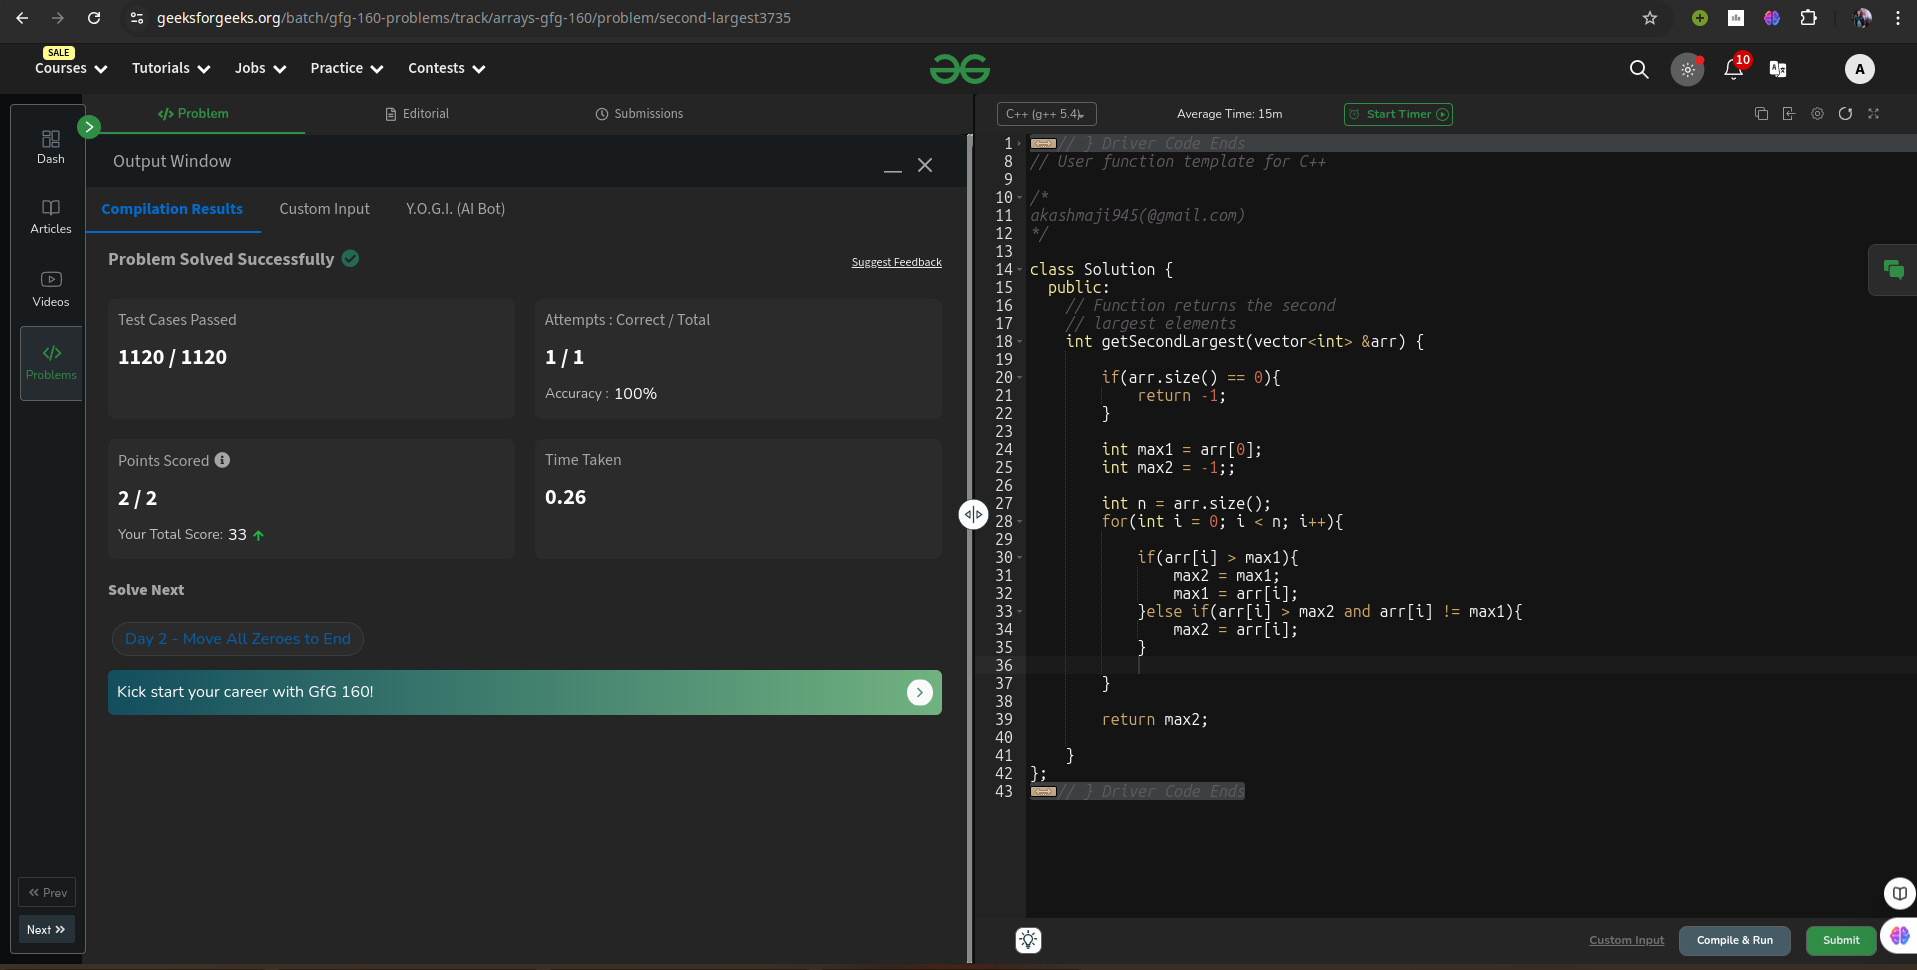 geeksforgeeks.org/batch/gfg-160-problems/track/arrays-gfg-160/problem/second-largest3735
SALE
Courses
Tutorials
Jobs
Practice
Contests
10
A
Dash
Articles
Videos
Problems
Prev
Next
Problem
Editorial
Submissions
Output Window
Compilation Results
Custom Input
Y.O.G.I. (AI Bot)
Problem Solved Successfully
Suggest Feedback
Test Cases Passed
1120 / 1120
Attempts : Correct / Total
1 / 1
Accuracy : 100%
Points Scored
2 / 2
Your Total Score: 33
Time Taken
0.26
Solve Next
Day 2 - Move All Zeroes to End
Kick start your career with GfG 160!
C++ (g++ 5.4)
Average Time: 15m
Start Timer
1 // } Driver Code Ends
8 // User function template for C++
9
10 /*
11 akashmaji945(@gmail.com)
12 */
13
14 class Solution {
15 public:
16 // Function returns the second
17 // largest elements
18 int getSecondLargest(vector<int> &arr) {
19
20 if(arr.size() == 0){
21 return -1;
22 }
23
24 int max1 = arr[0];
25 int max2 = -1;;
26
27 int n = arr.size();
28 for(int i = 0; i < n; i++){
29
30 if(arr[i] > max1){
31 max2 = max1;
32 max1 = arr[i];
33 }else if(arr[i] > max2 and arr[i] != max1){
34 max2 = arr[i];
35 }
36
37 }
38
39 return max2;
40
41 }
42 };
43 // } Driver Code Ends
Custom Input
Compile & Run
Submit